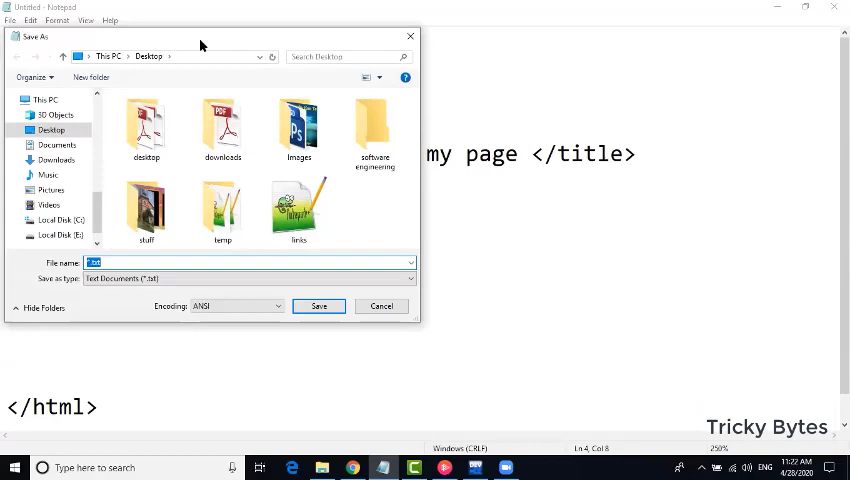 Untitled - Notepad
File Edit Format View Help
Save As
This PC Desktop
Search Desktop
Organize New folder
my page </title>
This PC
3D Objects
Desktop
Documents
Downloads
Music
Pictures
Videos
Local Disk (C:)
Local Disk (E:)
desktop downloads Images software engineering
stuff temp links
File name: *.txt
Save as type: Text Documents (*.txt)
Hide Folders Encoding: ANSI Save Cancel
</html>
Tricky Bytes
Windows (CRLF) Ln 4, Col 8 250%
Type here to search
ENG 11:22 AM
4/28/2020